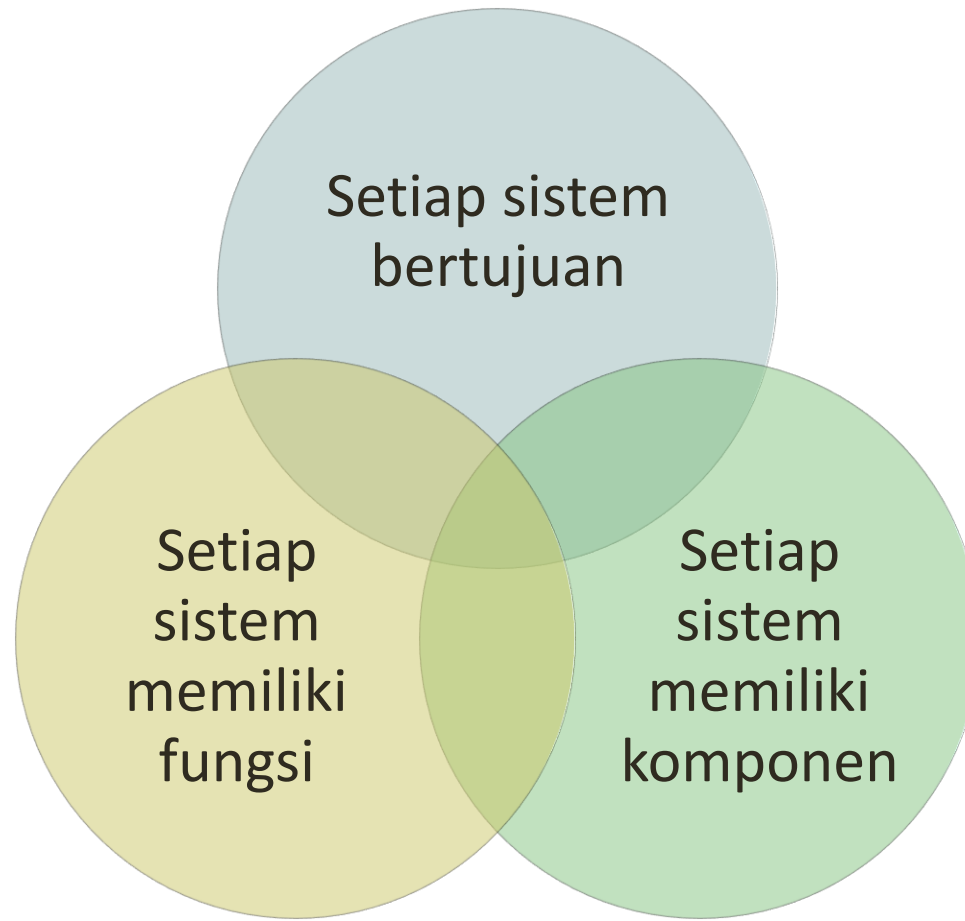 Setiap sistem
bertujuan
Setiap
sistem
memiliki
fungsi
Setiap
sistem
memiliki
komponen